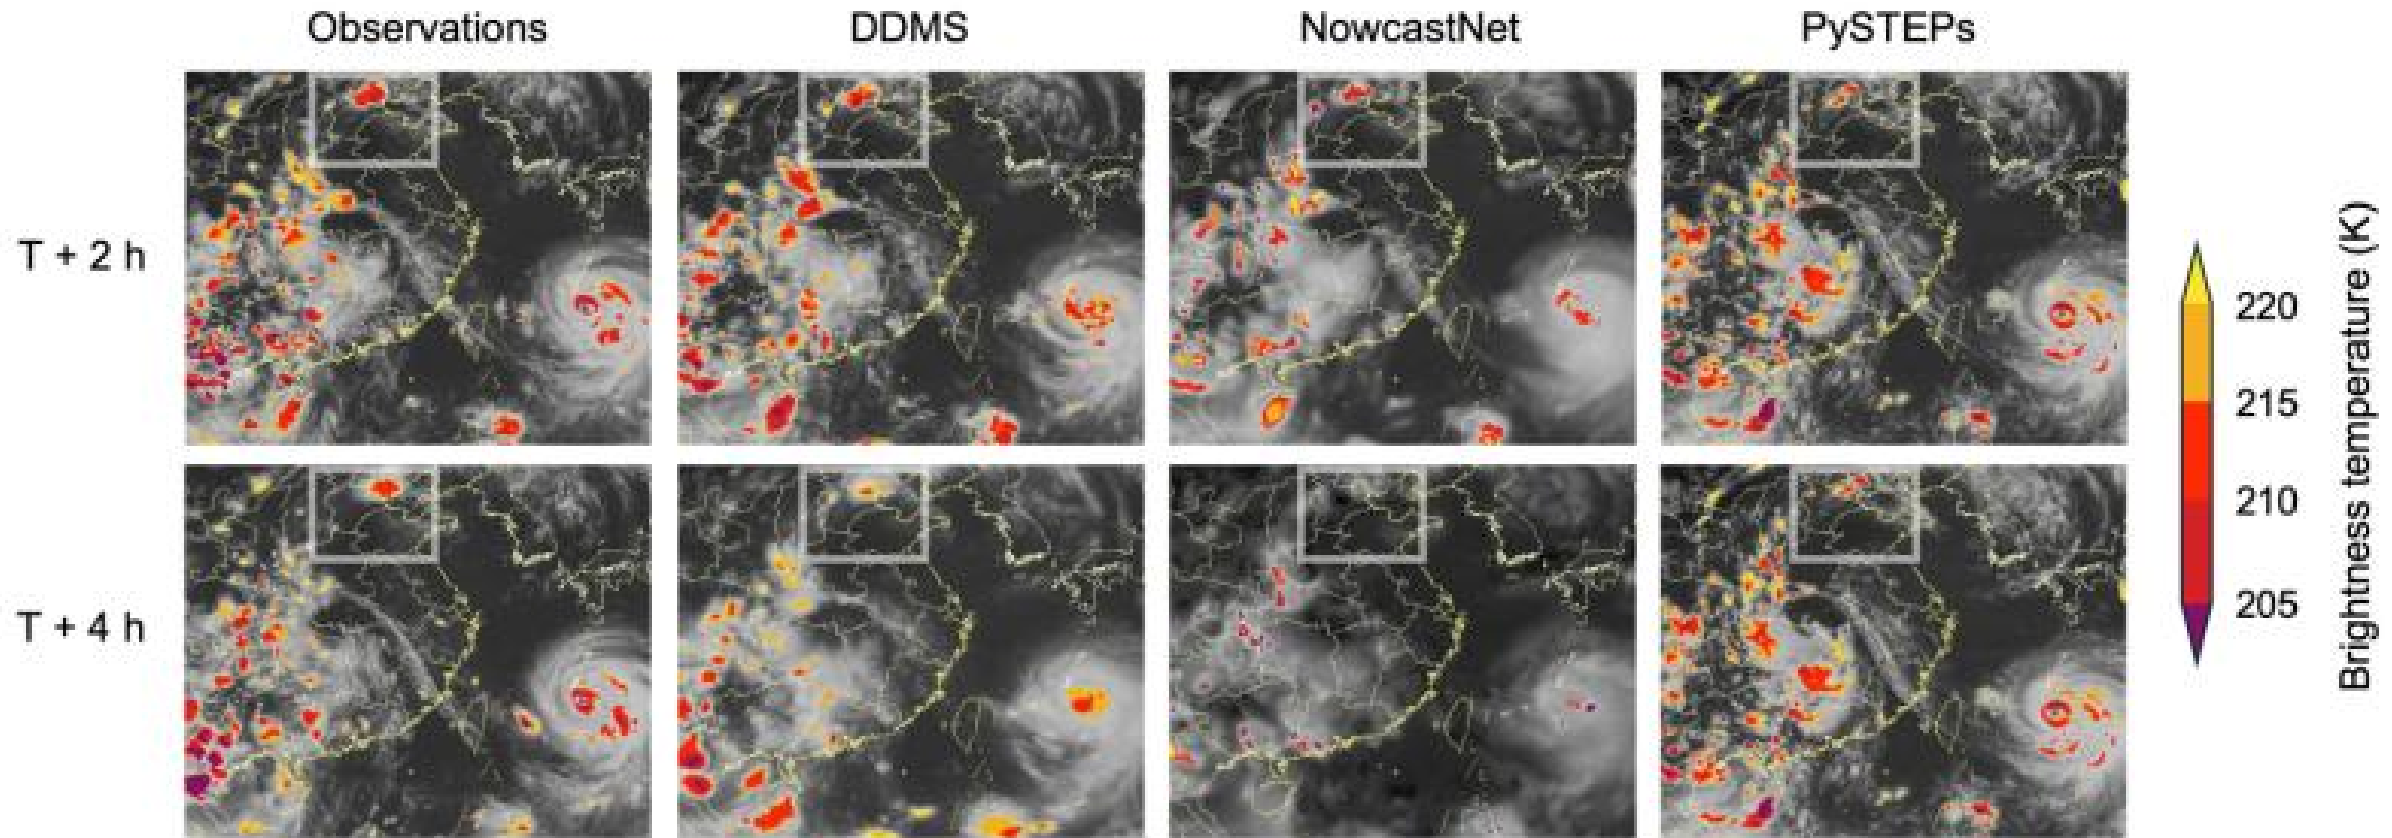 Observations DDMS NowcastNet PySTEPs
T + 2 h
T + 4 h
220
215
210
205
Brightness temperature (K)